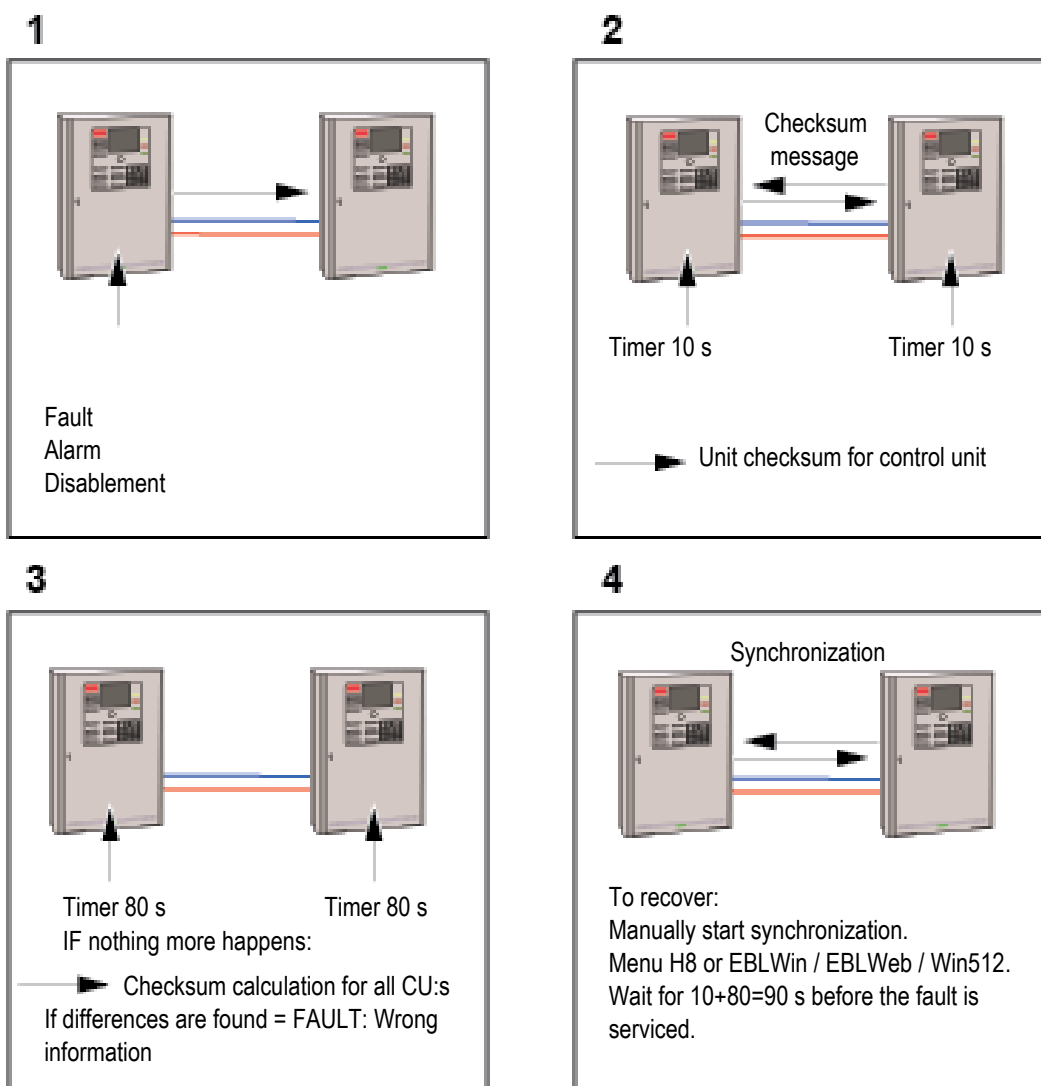 1
Fault
Alarm
Disablement
2
Checksum
message
Timer 10 s
Timer 10 s
Unit checksum for control unit
3
Timer 80 s
Timer 80 s
IF nothing more happens:
Checksum calculation for all CU:s
If differences are found = FAULT: Wrong
information
4
Synchronization
To recover:
Manually start synchronization.
Menu H8 or EBLWin / EBLWeb / Win512.
Wait for 10+80=90 s before the fault is
serviced.